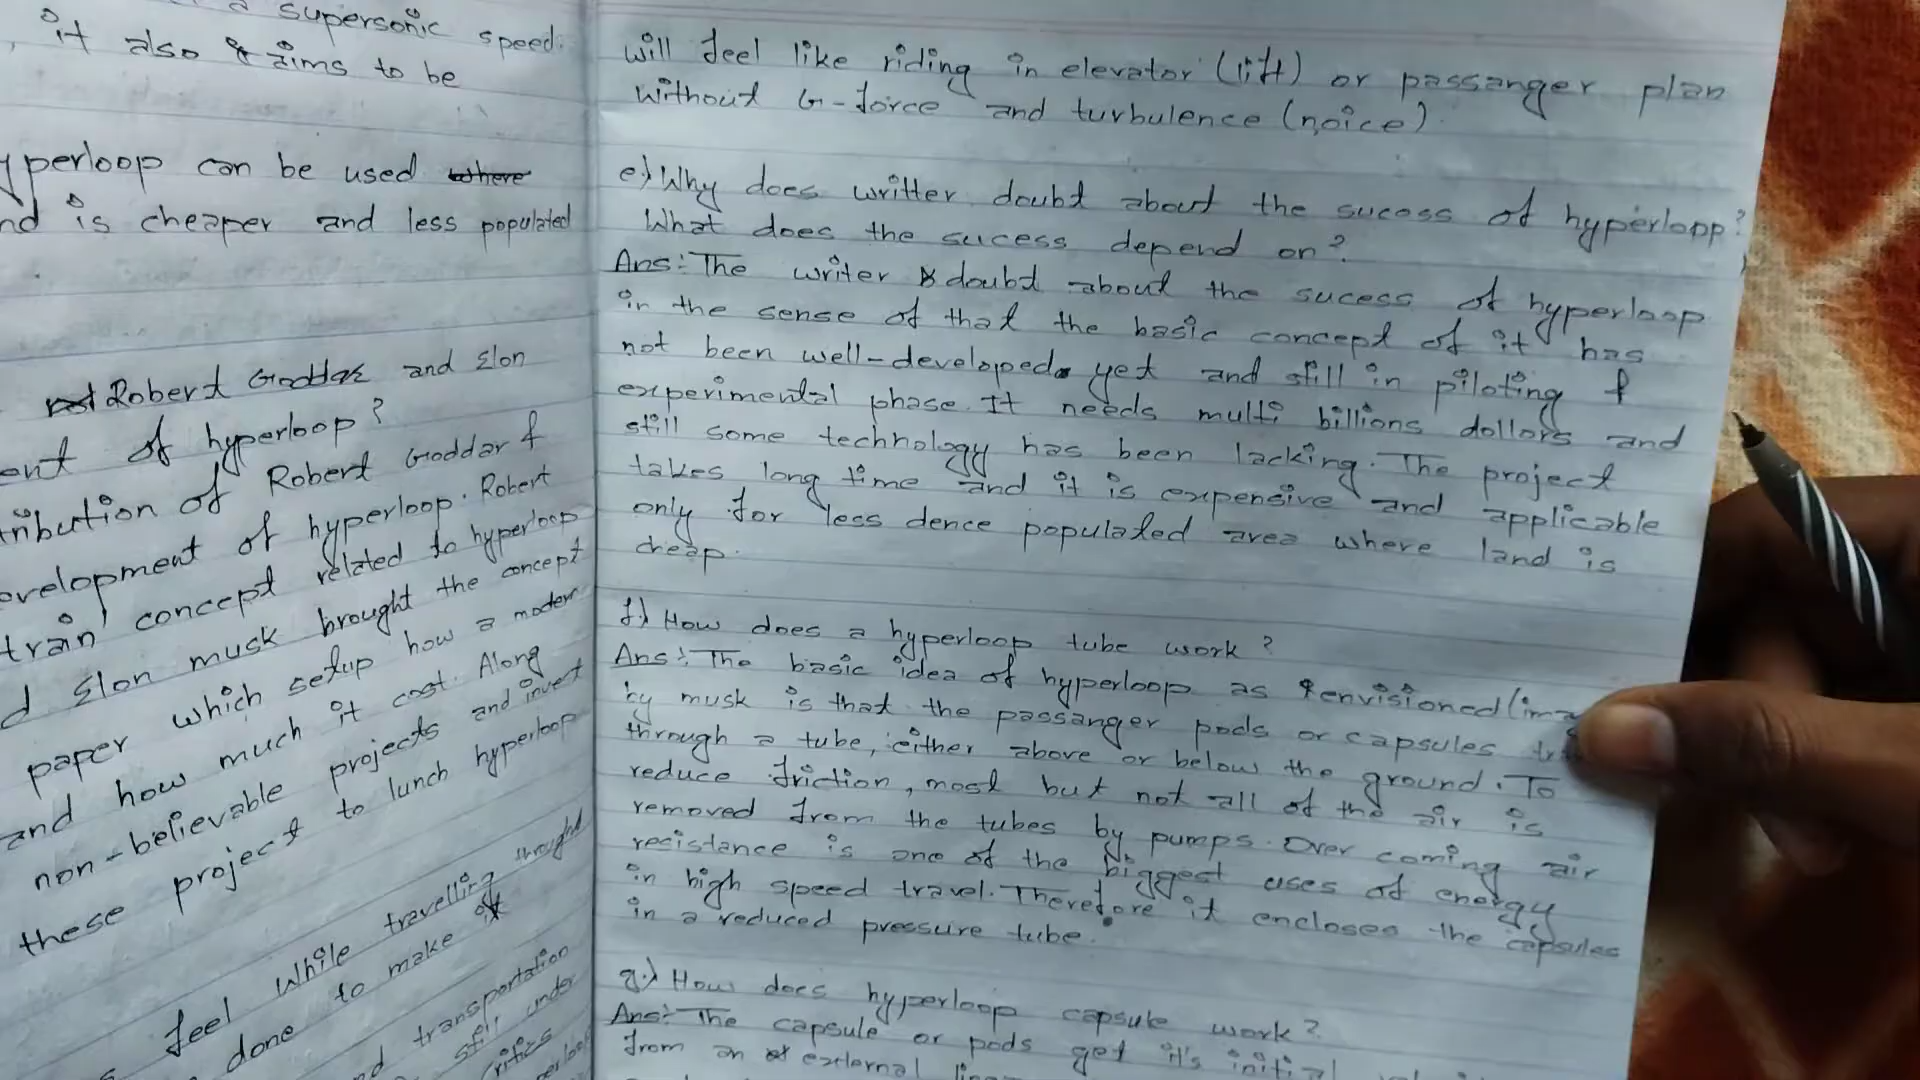 a supersonic speed.
it also aims to be
yperloop can be used where
nd is cheaper and less populated
Robert Goddar and Elon
ent of hyperloop?
tribution of Robert Goddar &
evelopment of hyperloop. Robert
train' concept related to hyperloop
d Elon musk brought the concept
paper which setup how a modern
and how much it cost. Along
non-believable projects and invest
these project to lunch hyperloop
feel while travelling through
done to make it
nd transportation
under
will feel like riding in elevator (lift) or passanger plan
without G-force and turbulence (noice).
e) Why does writter doubt about the sucess of hyperloop?
What does the sucess depend on?
Ans: The writer doubt about the sucess of hyperloop
in the sense of that the basic concept of it has
not been well-developed yet and still in piloting &
experimental phase. It needs multi billions dollors and
still some technology has been lacking. The project
takes long time and it is expensive and applicable
only for less dence populated area where land is
cheap.
f.) How does a hyperloop tube work?
Ans: The basic idea of hyperloop as envisioned (ima
by musk is that the passanger pods or capsules tr
through a tube, either above or below the ground. To
reduce friction, most but not all of the air is
removed from the tubes by pumps. Over coming air
resistance is one of the biggest uses of energy
in high speed travel. Therefore it encloses the capsules
in a reduced pressure tube.
g.) How does hyperloop capsule work?
Ans: The capsule or pods get it's initial
from an external